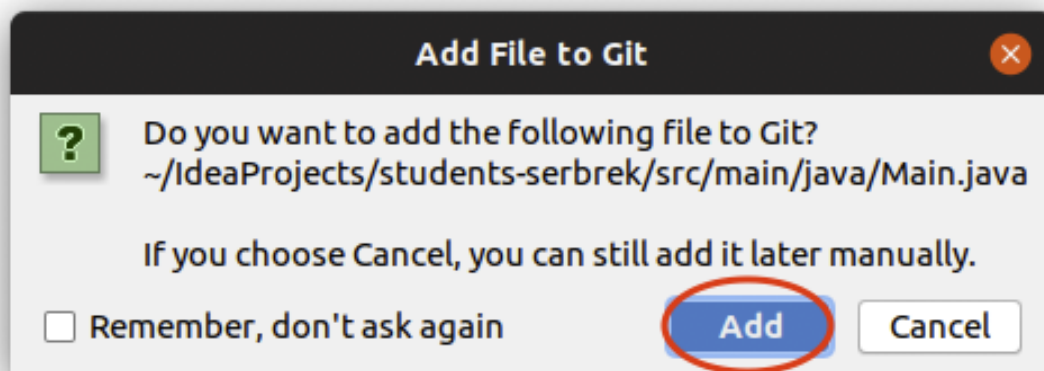 Add File to Git
Do you want to add the following file to Git?
~/IdeaProjects/students-serbrek/src/main/java/Main.java
If you choose Cancel, you can still add it later manually.
Remember, don't ask again
Add
Cancel